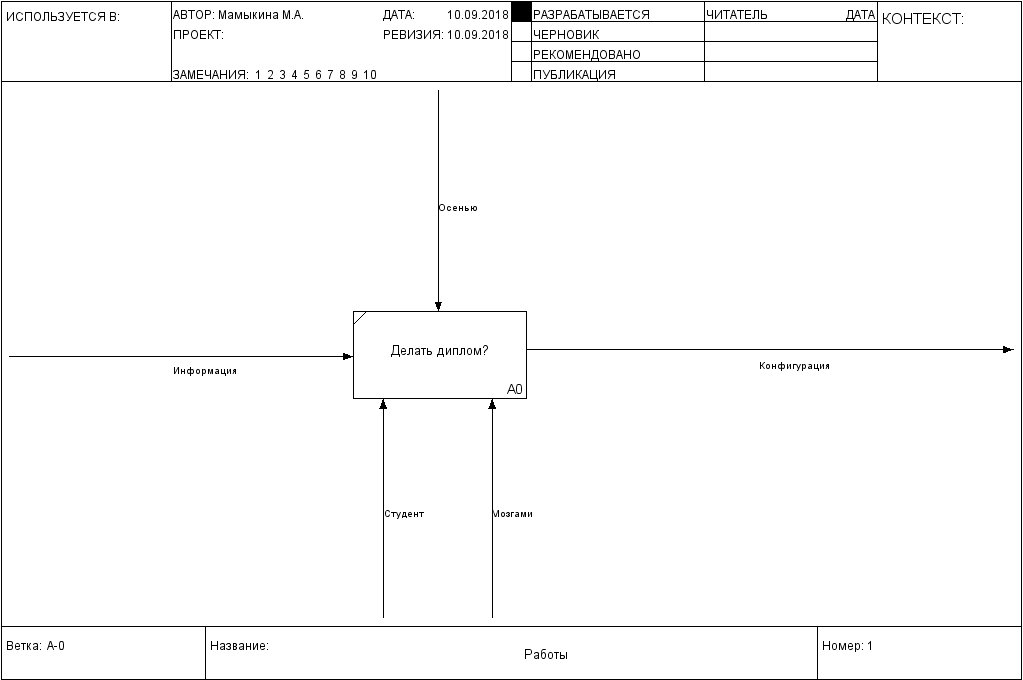 ИСПОЛЬЗУЕТСЯ В:
АВТОР: Мамыкина М.А.
ДАТА: 10.09.2018
ПРОЕКТ:
РЕВИЗИЯ: 10.09.2018
ЗАМЕЧАНИЯ: 1 2 3 4 5 6 7 8 9 10
РАЗРАБАТЫВАЕТСЯ
ЧЕРНОВИК
РЕКОМЕНДОВАНО
ПУБЛИКАЦИЯ
ЧИТАТЕЛЬ ДАТА
КОНТЕКСТ:
Осенью
Делать диплом?
A0
Информация
Конфигурация
Студент
Мозгами
Ветка: A-0
Название:
Работы
Номер: 1